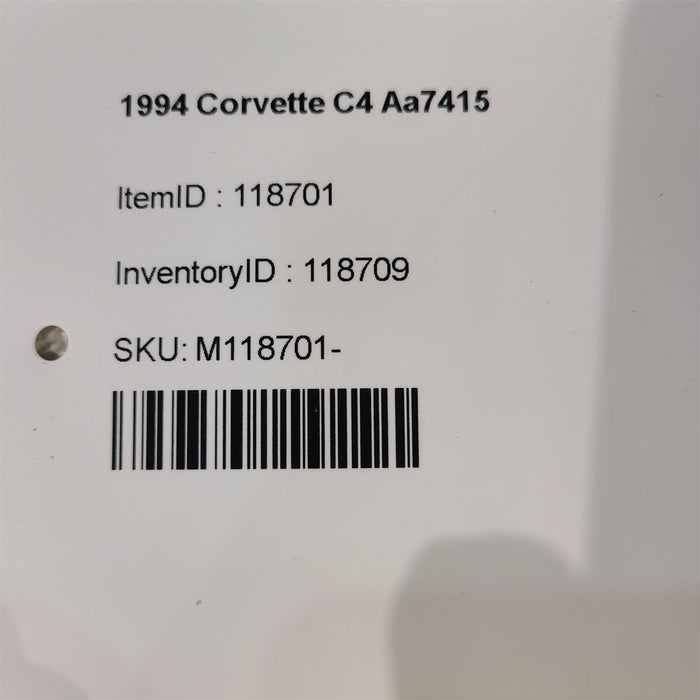 1994 Corvette C4 Aa7415
ItemID : 118701
InventoryID : 118709
SKU: M118701-